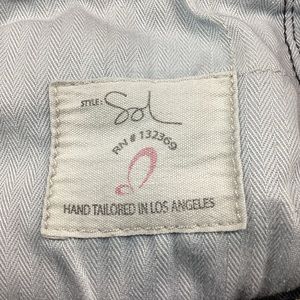 STYLE: Sol
RN # 132369
HAND TAILORED IN LOS ANGELES